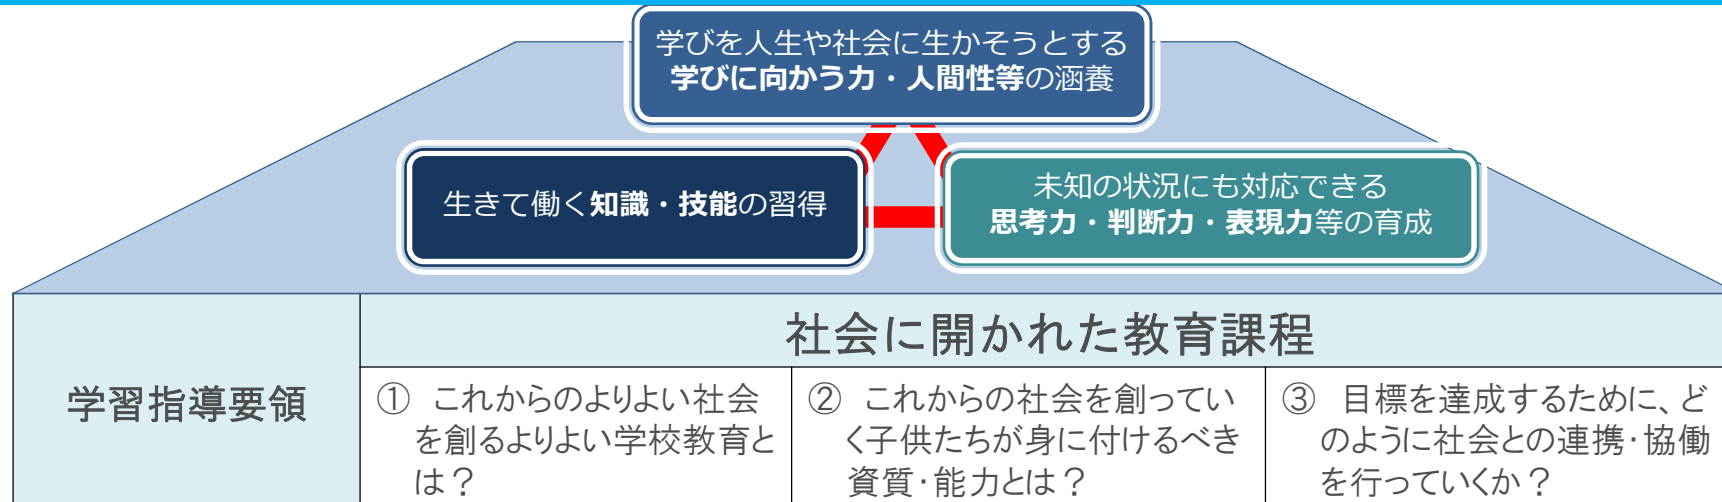 学びを人生や社会に生かそうとする
学びに向かう力・人間性等の涵養
生きて働く知識・技能の習得
未知の状況にも対応できる
思考力・判断力・表現力等の育成
学習指導要領
社会に開かれた教育課程
① これからのよりよい社会
を創るよりよい学校教育と
は？
② これからの社会を創ってい
く子供たちが身に付けるべき
資質･能力とは？
③ 目標を達成するために、ど
のように社会との連携･協働
を行っていくか？